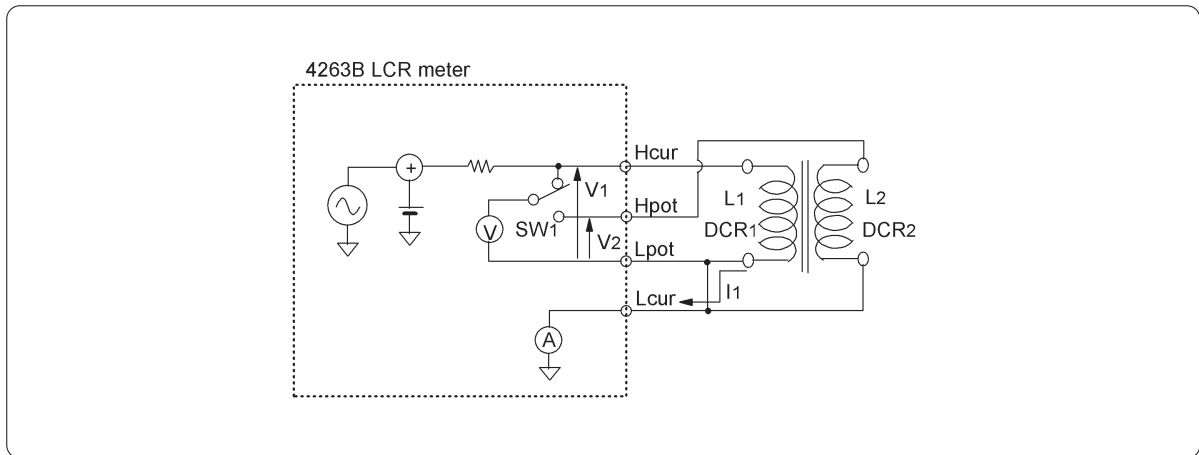 4263B LCR meter
Hcur
V1
L1
L2
Hpot
SW1
V
DCR1
DCR2
V2
Lpot
Lcur
I1
A
+